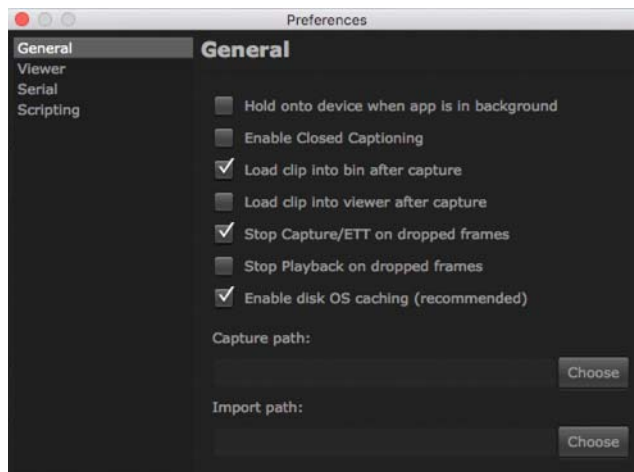 Preferences
General
Viewer
Serial
Scripting
General
Hold onto device when app is in background
Enable Closed Captioning
Load clip into bin after capture
Load clip into viewer after capture
Stop Capture/ETT on dropped frames
Stop Playback on dropped frames
Enable disk OS caching (recommended)
Capture path:
Choose
Import path:
Choose